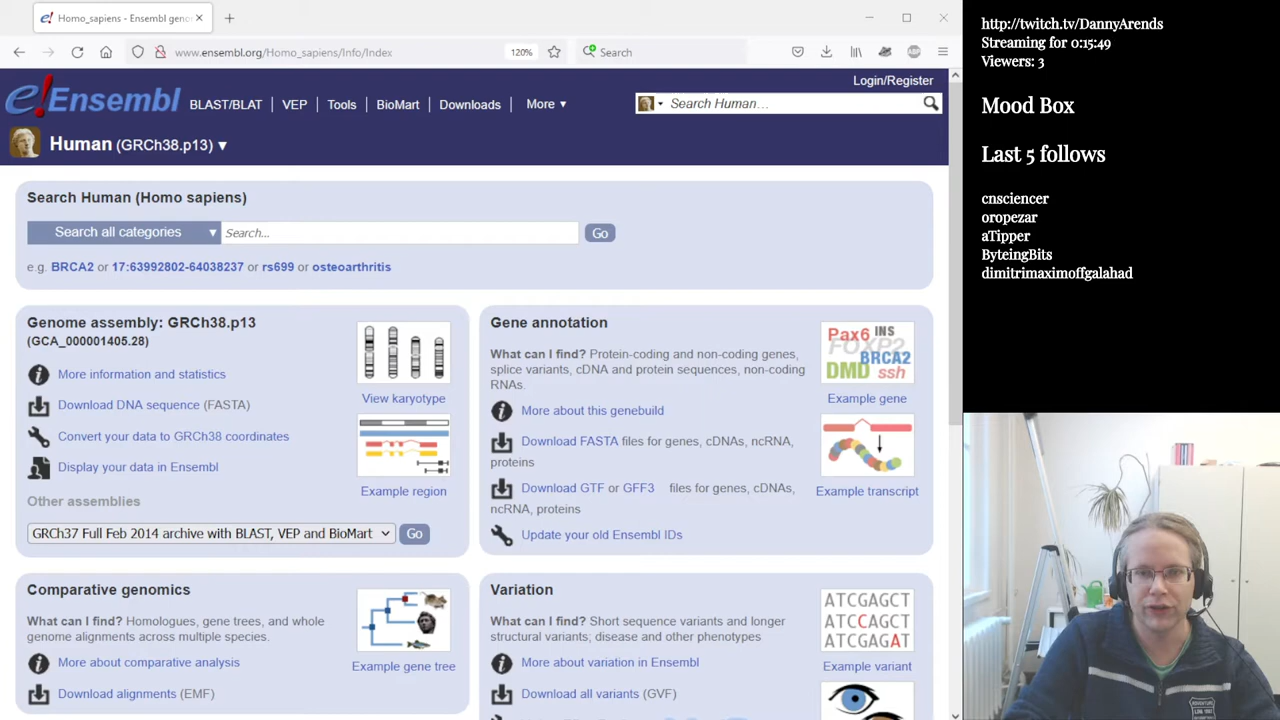 Homo_sapiens - Ensembl geno
www.ensembl.org/Homo_sapiens/Info/Index
120%
Search
Login/Register
e!Ensembl
BLAST/BLAT
VEP
Tools
BioMart
Downloads
More
Search Human…
Human (GRCh38.p13)
Search Human (Homo sapiens)
Search all categories
Search...
Go
e.g. BRCA2 or 17:63992802-64038237 or rs699 or osteoarthritis
Genome assembly: GRCh38.p13
(GCA_000001405.28)
More information and statistics
Download DNA sequence (FASTA)
Convert your data to GRCh38 coordinates
Display your data in Ensembl
View karyotype
Example region
Other assemblies
GRCh37 Full Feb 2014 archive with BLAST, VEP and BioMart
Go
Gene annotation
What can I find? Protein-coding and non-coding genes,
splice variants, cDNA and protein sequences, non-coding
RNAs.
More about this genebuild
Download FASTA files for genes, cDNAs, ncRNA,
proteins
Download GTF or GFF3 files for genes, cDNAs,
ncRNA, proteins
Update your old Ensembl IDs
Pax6 INS
FOXP2
BRCA2
DMD ssh
Example gene
Example transcript
Comparative genomics
What can I find? Homologues, gene trees, and whole
genome alignments across multiple species.
More about comparative analysis
Download alignments (EMF)
Example gene tree
Variation
What can I find? Short sequence variants and longer
structural variants; disease and other phenotypes
More about variation in Ensembl
Download all variants (GVF)
ATCGAGCT
ATCCAGCT
ATCGAGAT
Example variant
http://twitch.tv/DannyArends
Streaming for 0:15:49
Viewers: 3
Mood Box
Last 5 follows
cnsciencer
oropezar
aTipper
ByteingBits
dimitrimaximoffgalahad